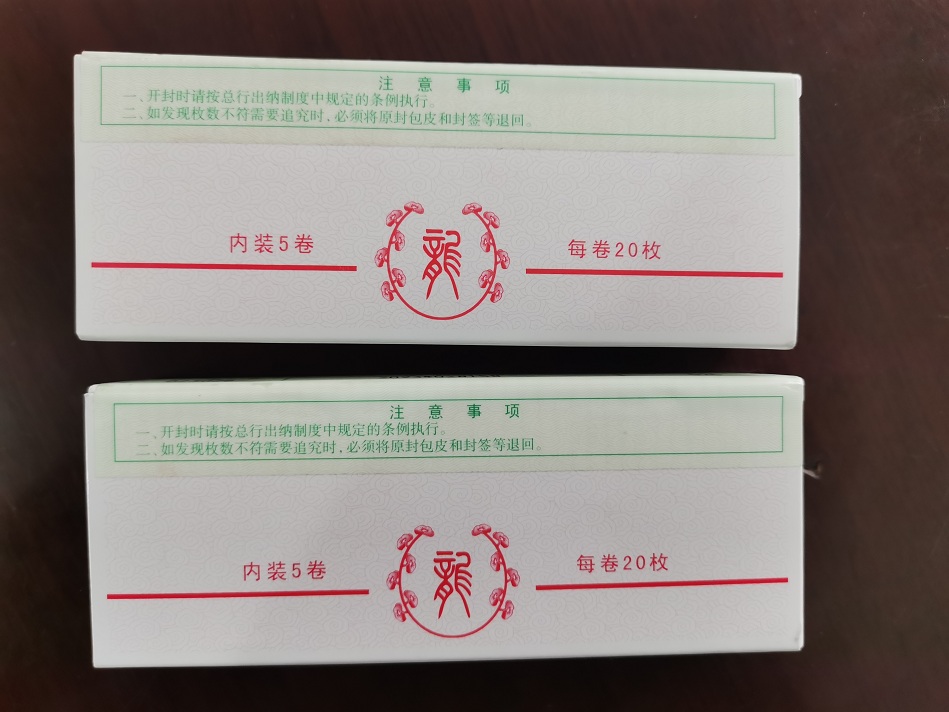 注意事项
一、开封时请按总行出纳制度中规定的条例执行。
二、如发现枚数不符需要追究时,必须将原封包皮和封签等退回。
内装5卷
龍
每卷20枚
注意事项
一、开封时请按总行出纳制度中规定的条例执行。
二、如发现枚数不符需要追究时,必须将原封包皮和封签等退回。
内装5卷
龍
每卷20枚